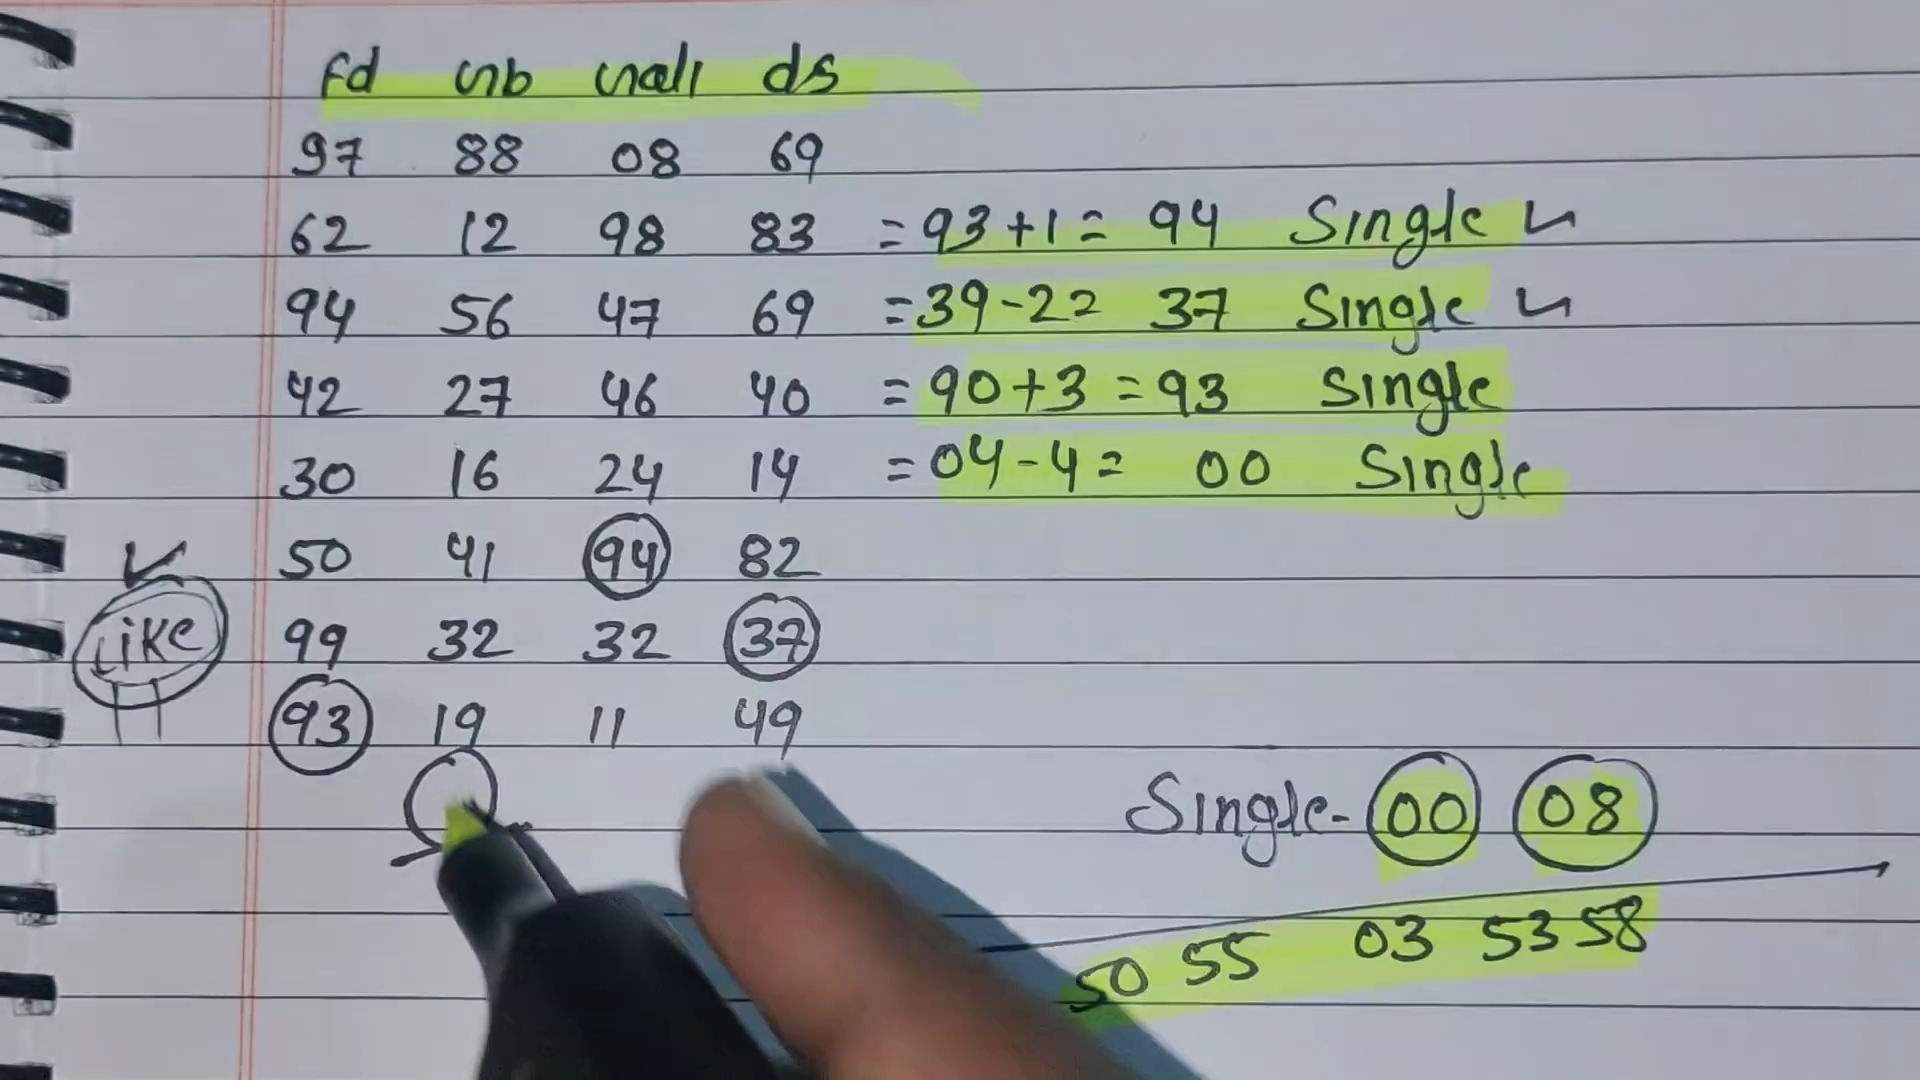 Fd Gb Gali ds
97 88 08 69
62 12 98 83 = 93+1= 94 Single
94 56 47 69 =39-22 37 Single
42 27 46 40 = 90+3=93 Single
30 16 24 14 =04-4= 00 Single
50 41 94 82
Like
99 32 32 37
93 19 11 49
Single- 00 08
50 55 03 53 58